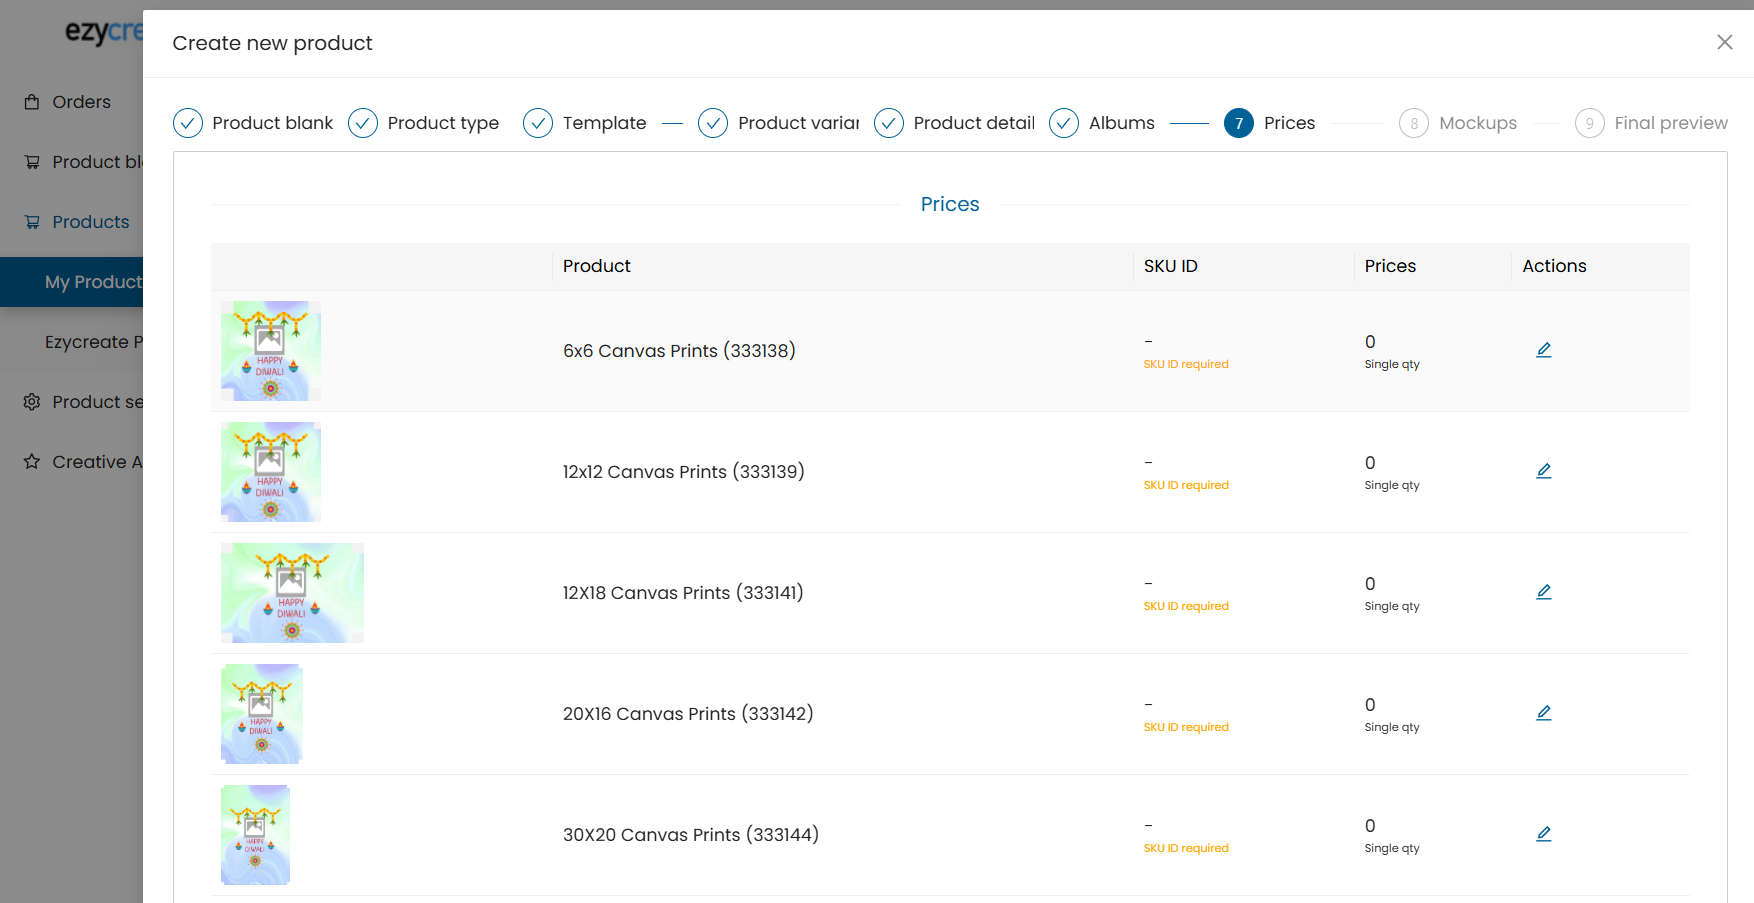 ezycre
Create new product
Orders
Product blank
Product type
Template
Product varian
Product detail
Albums
7
Prices
8
Mockups
9
Final preview
Product bl
Products
My Product
Ezycreate P
Product se
Creative A
Prices
Product
SKU ID
Prices
Actions
HAPPY
DIWALI
6x6 Canvas Prints (333138)
-
SKU ID required
0
Single qty
HAPPY
DIWALI
12x12 Canvas Prints (333139)
-
SKU ID required
0
Single qty
HAPPY
DIWALI
12X18 Canvas Prints (333141)
-
SKU ID required
0
Single qty
HAPPY
DIWALI
20X16 Canvas Prints (333142)
-
SKU ID required
0
Single qty
HAPPY
DIWALI
30X20 Canvas Prints (333144)
-
SKU ID required
0
Single qty